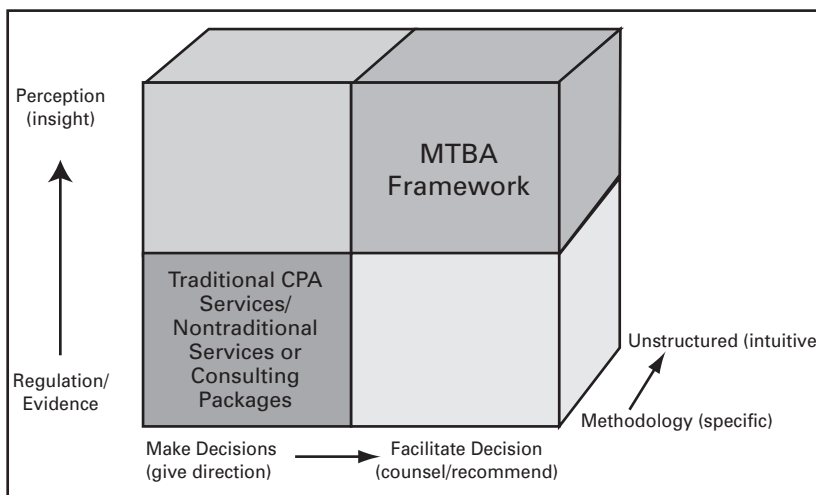 Perception
(insight)
MTBA
Framework
Traditional CPA
Services/
Nontraditional
Services or
Consulting
Packages
Regulation/
Evidence
Unstructured (intuitive
Methodology (specific)
Make Decisions
(give direction)
Facilitate Decision
(counsel/recommend)